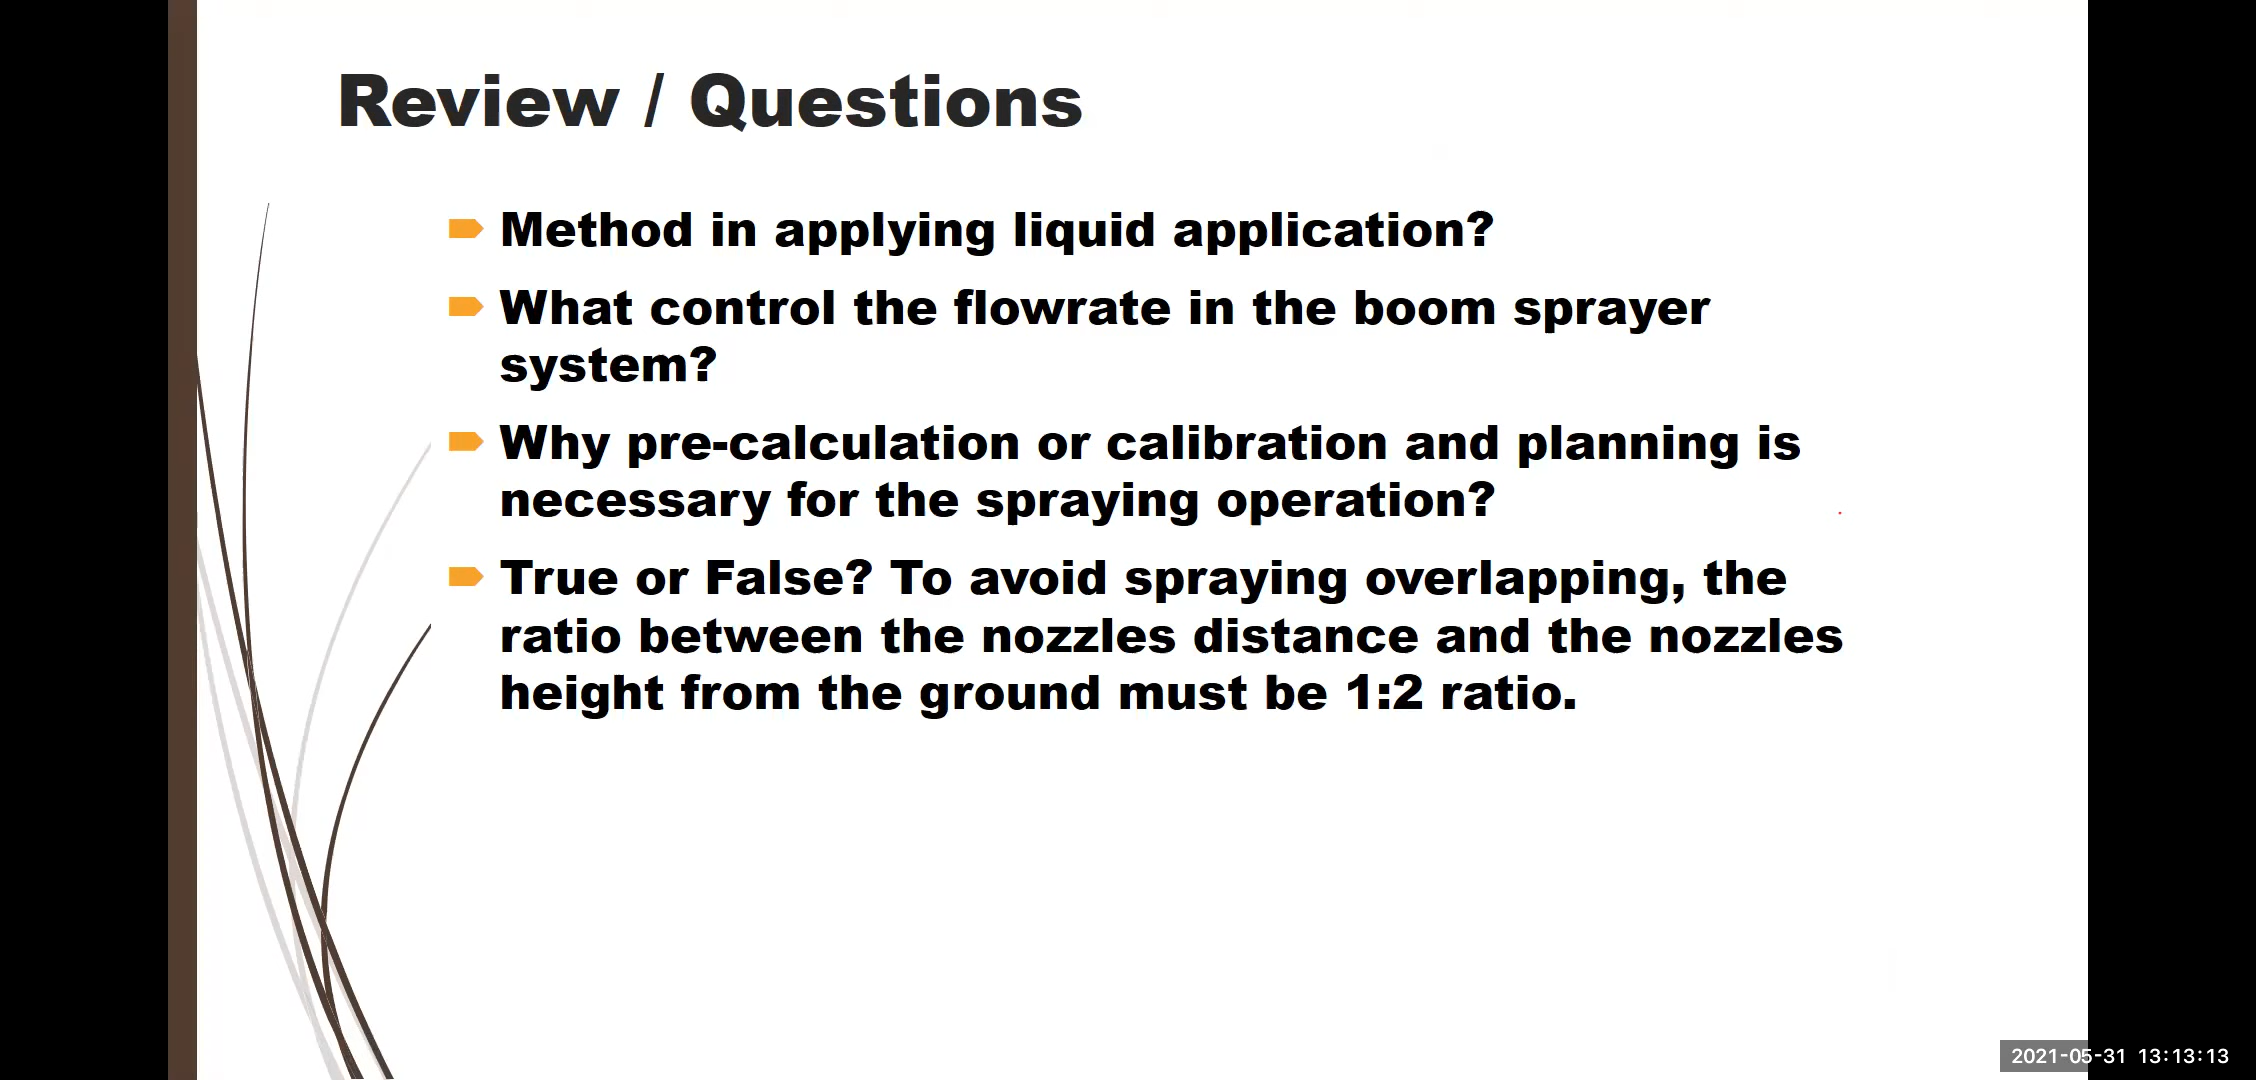 Review / Questions
Method in applying liquid application?
What control the flowrate in the boom sprayer
system?
Why pre-calculation or calibration and planning is
necessary for the spraying operation?
True or False? To avoid spraying overlapping, the
ratio between the nozzles distance and the nozzles
height from the ground must be 1:2 ratio.
2021-05-31 13:13:13